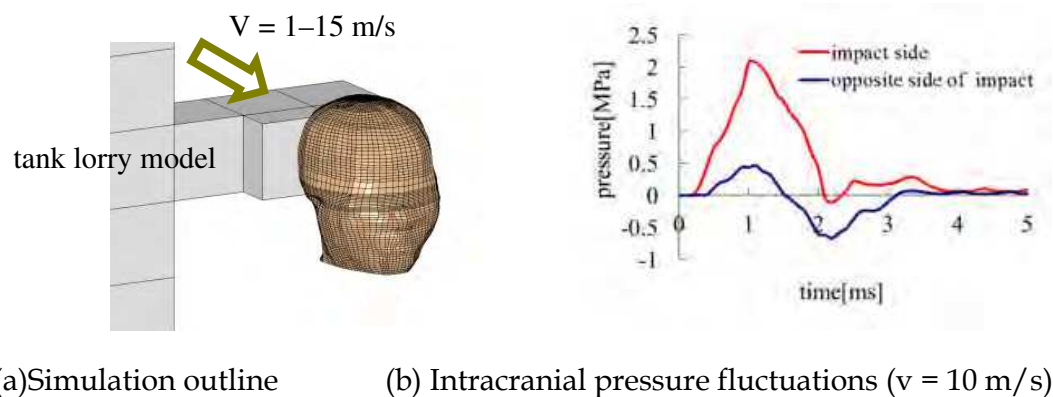 V = 1–15 m/s
tank lorry model
2.5
2
1.5
1
0.5
0
-0.5
-1
0 1 2 3 4 5
pressure[MPa]
time[ms]
impact side
opposite side of impact
(a)Simulation outline
(b) Intracranial pressure fluctuations (v = 10 m/s)